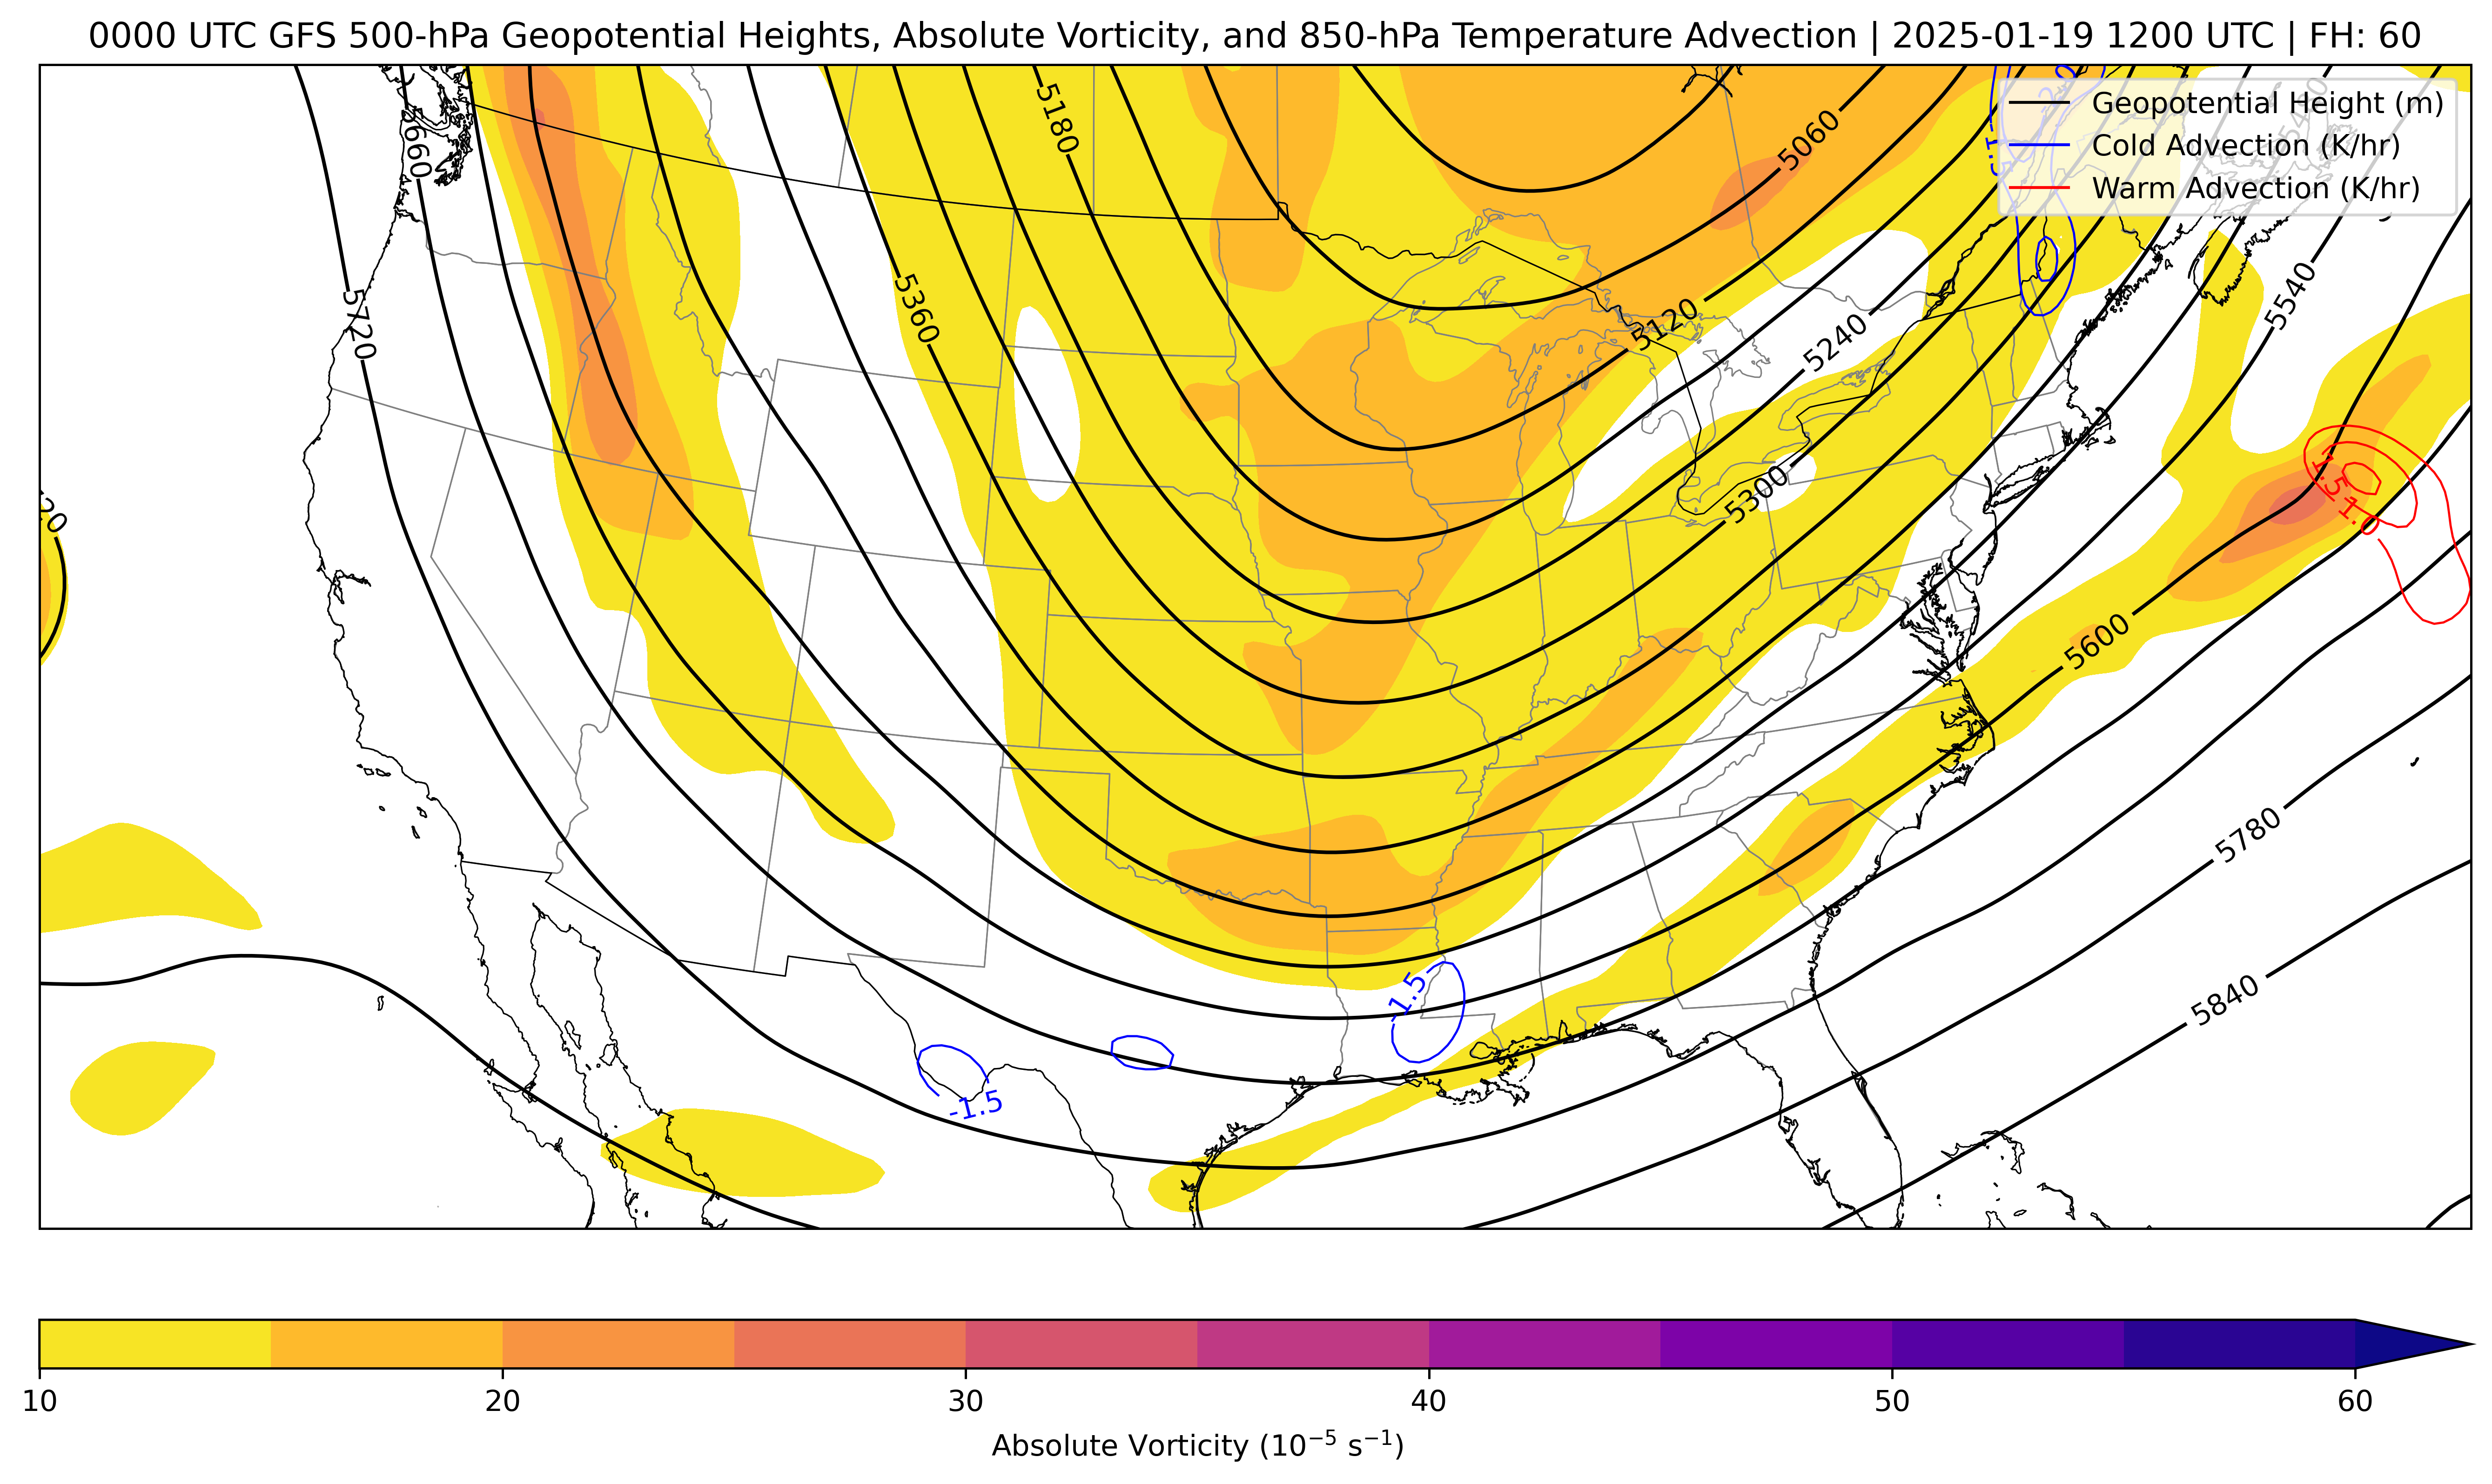 0000 UTC GFS 500-hPa Geopotential Heights, Absolute Vorticity, and 850-hPa Temperature Advection | 2025-01-19 1200 UTC | FH: 60
Geopotential Height (m)
Cold Advection (K/hr)
Warm Advection (K/hr)
5660
5180
5060
-1.5
5720
5360
5120
5240
5540
5300
1.5
1.0
5600
5780
5840
-1.5
-1.5
10 20 30 40 50 60
Absolute Vorticity (10⁻⁵ s⁻¹)